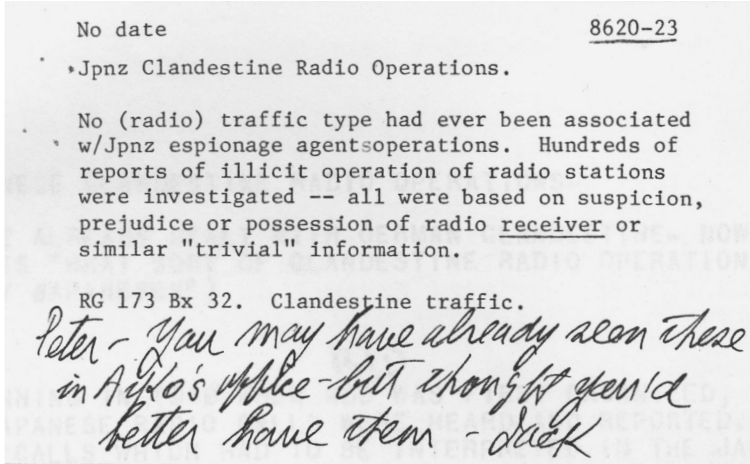 No date 8620-23
Jpnz Clandestine Radio Operations.
No (radio) traffic type had ever been associated
w/Jpnz espionage agentsoperations. Hundreds of
reports of illicit operation of radio stations
were investigated -- all were based on suspicion,
prejudice or possession of radio receiver or
similar "trivial" information.
RG 173 Bx 32. Clandestine traffic.
Peter - You may have already seen these
in office - but thought you'd
better have them